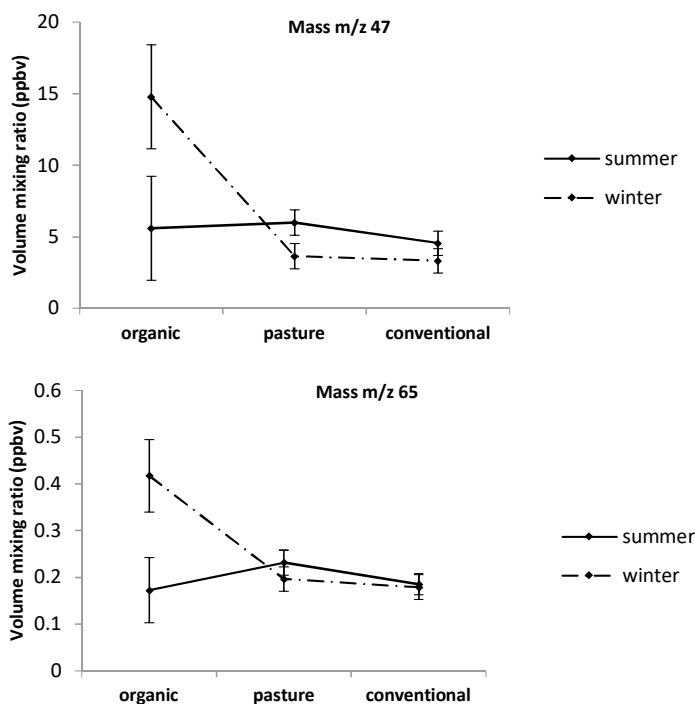 Mass m/z 47
Volume mixing ratio (ppbv)
20
15
10
5
0
organic pasture conventional
summer
winter
Mass m/z 65
Volume mixing ratio (ppbv)
0.6
0.5
0.4
0.3
0.2
0.1
0
organic pasture conventional
summer
winter